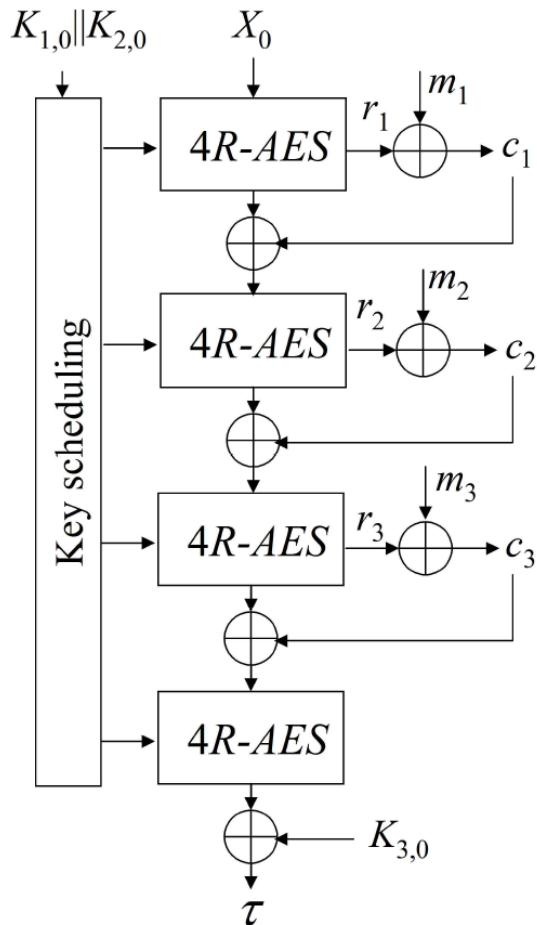 K1,0||K2,0
X0
m1
r1
4R-AES
c1
m2
r2
4R-AES
c2
Key scheduling
m3
r3
4R-AES
c3
4R-AES
K3,0
τ